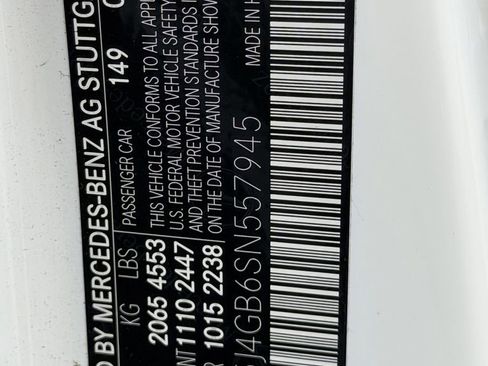 D BY MERCEDES-BENZ AG STUTTG
KG LBS PASSENGER CAR 149
2065 4553 THIS VEHICLE CONFORMS TO ALL APPL
U.S. FEDERAL MOTOR VEHICLE SAFETY
NT 1110 2447 AND THEFT PREVENTION STANDARDS I
R 1015 2238 ON THE DATE OF MANUFACTURE SHOW
J4GB6SN557945 MADE IN H